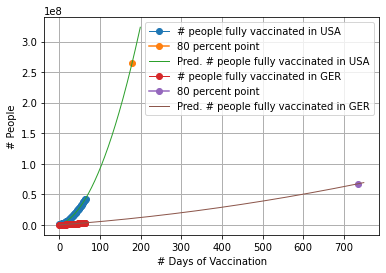 1e8
# people fully vaccinated in USA
80 percent point
Pred. # people fully vaccinated in USA
# people fully vaccinated in GER
80 percent point
Pred. # people fully vaccinated in GER
# People
3.0
2.5
2.0
1.5
1.0
0.5
0.0
0 100 200 300 400 500 600 700
# Days of Vaccination